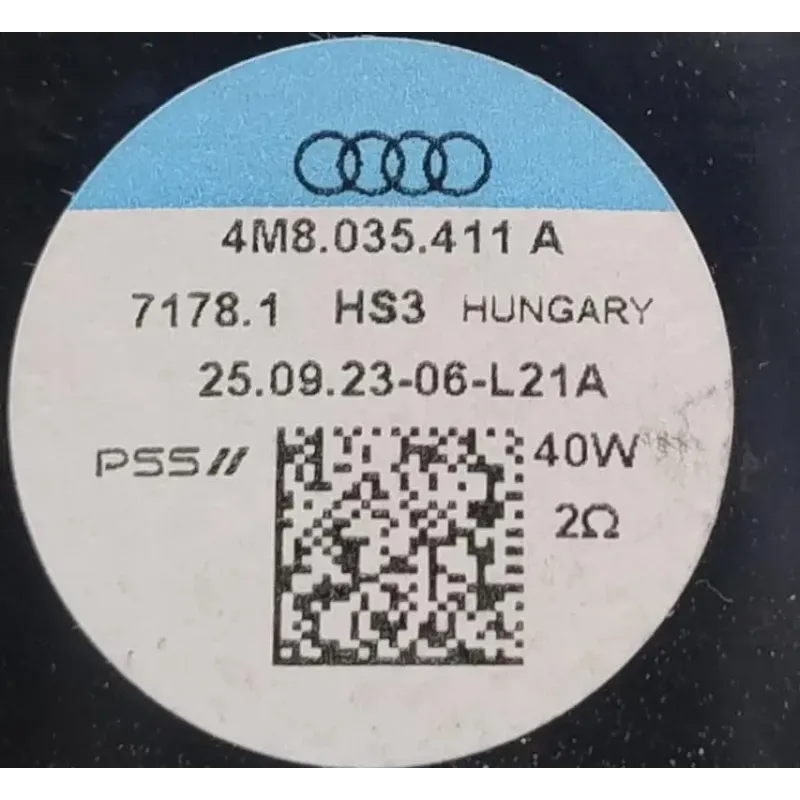 4M8.035.411 A
7178.1 HS3 HUNGARY
25.09.23-06-L21A
PSS// 40W
2Ω